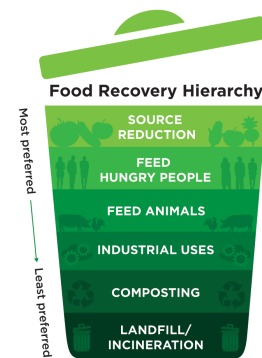 Food Recovery Hierarchy
Most preferred
Least preferred
SOURCE
REDUCTION
FEED
HUNGRY PEOPLE
FEED ANIMALS
INDUSTRIAL USES
COMPOSTING
LANDFILL/
INCINERATION